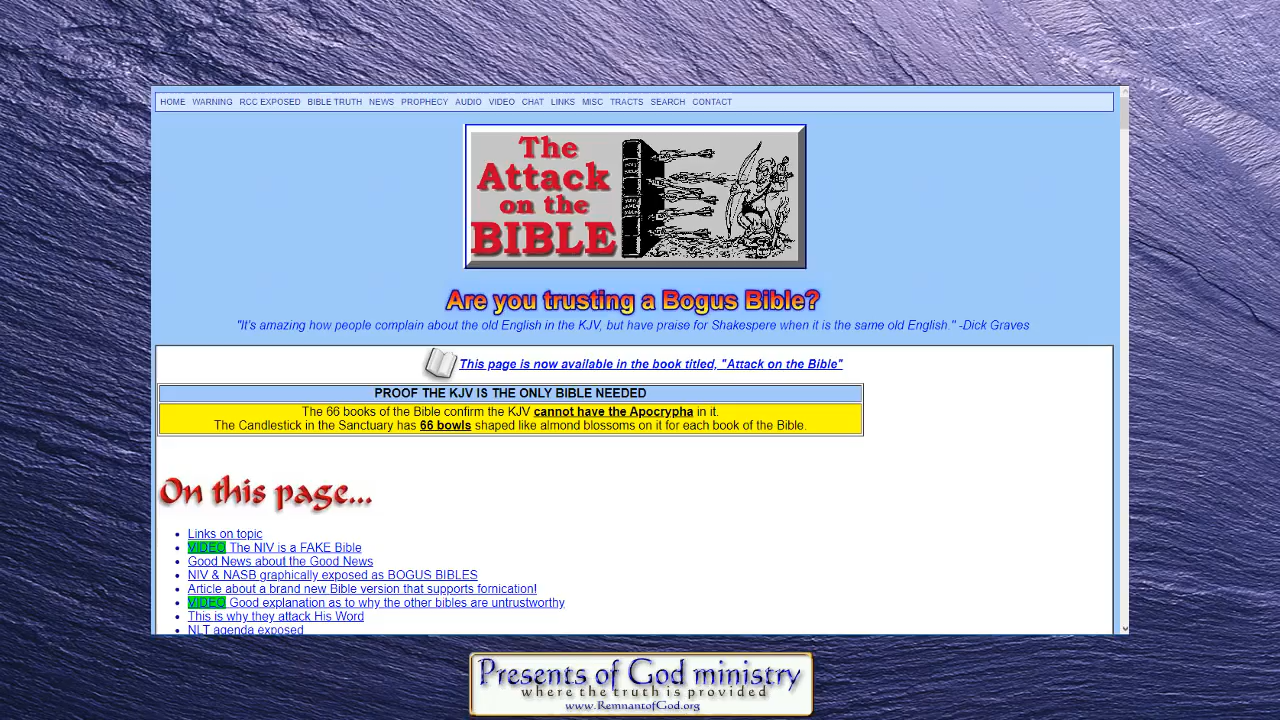 HOME WARNING RCC EXPOSED BIBLE TRUTH NEWS PROPHECY AUDIO VIDEO CHAT LINKS MISC TRACTS SEARCH CONTACT
The
Attack
on the
BIBLE
Are you trusting a Bogus Bible?
"It's amazing how people complain about the old English in the KJV, but have praise for Shakespere when it is the same old English." -Dick Graves
This page is now available in the book titled, "Attack on the Bible"
PROOF THE KJV IS THE ONLY BIBLE NEEDED
The 66 books of the Bible confirm the KJV cannot have the Apocrypha in it.
The Candlestick in the Sanctuary has 66 bowls shaped like almond blossoms on it for each book of the Bible.
On this page...
Links on topic
VIDEO The NIV is a FAKE Bible
Good News about the Good News
NIV & NASB graphically exposed as BOGUS BIBLES
Article about a brand new Bible version that supports fornication!
VIDEO Good explanation as to why the other bibles are untrustworthy
This is why they attack His Word
NLT agenda exposed
Presents of God ministry
where the truth is provided
www.RemnantofGod.org